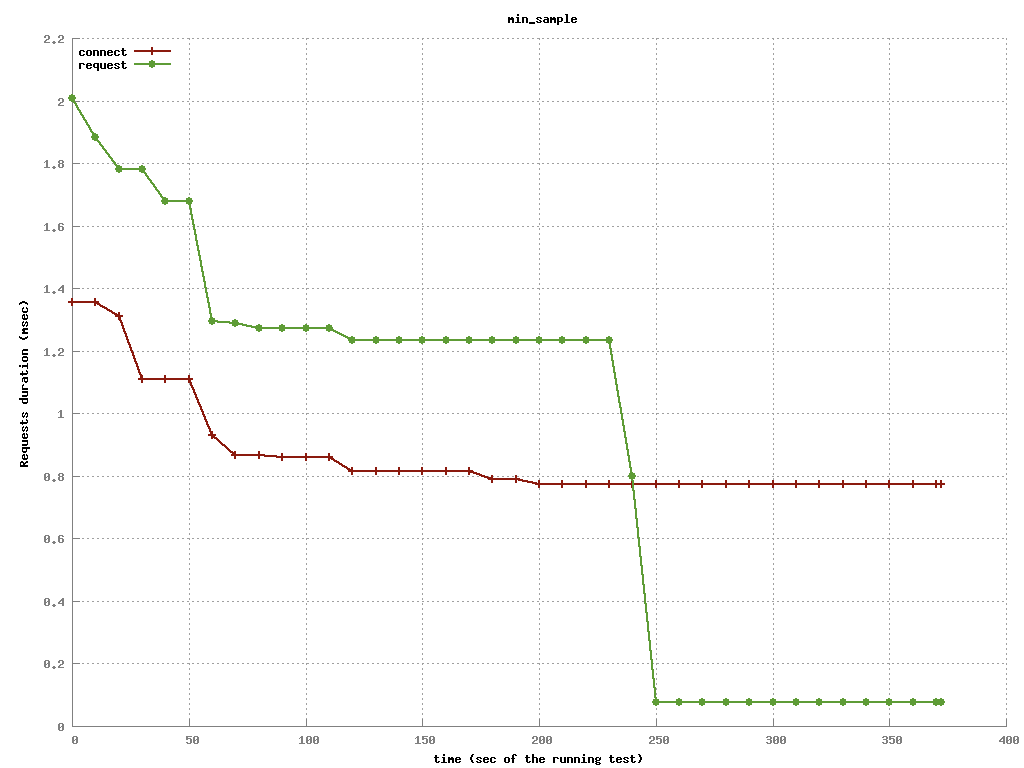 min_sample
connect
request
2.2
2
1.8
1.6
1.4
1.2
1
0.8
0.6
0.4
0.2
0
Requests duration (msec)
0 50 100 150 200 250 300 350 400
time (sec of the running test)